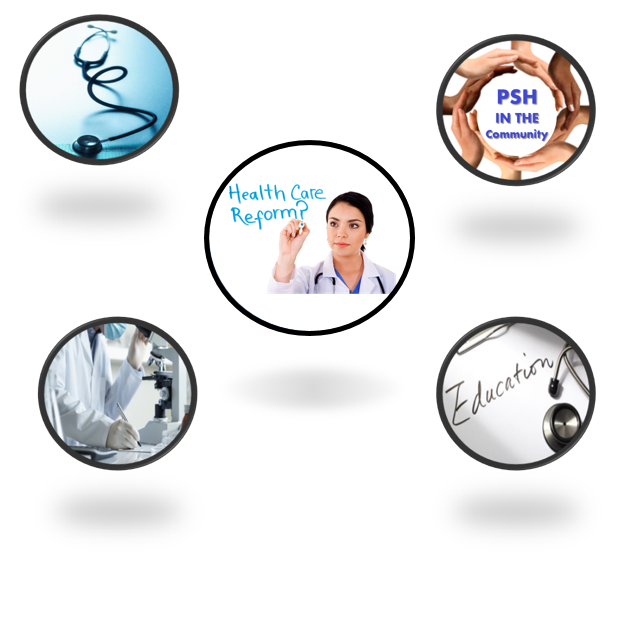 PSH
IN THE
Community
Health Care
Reform?
Education